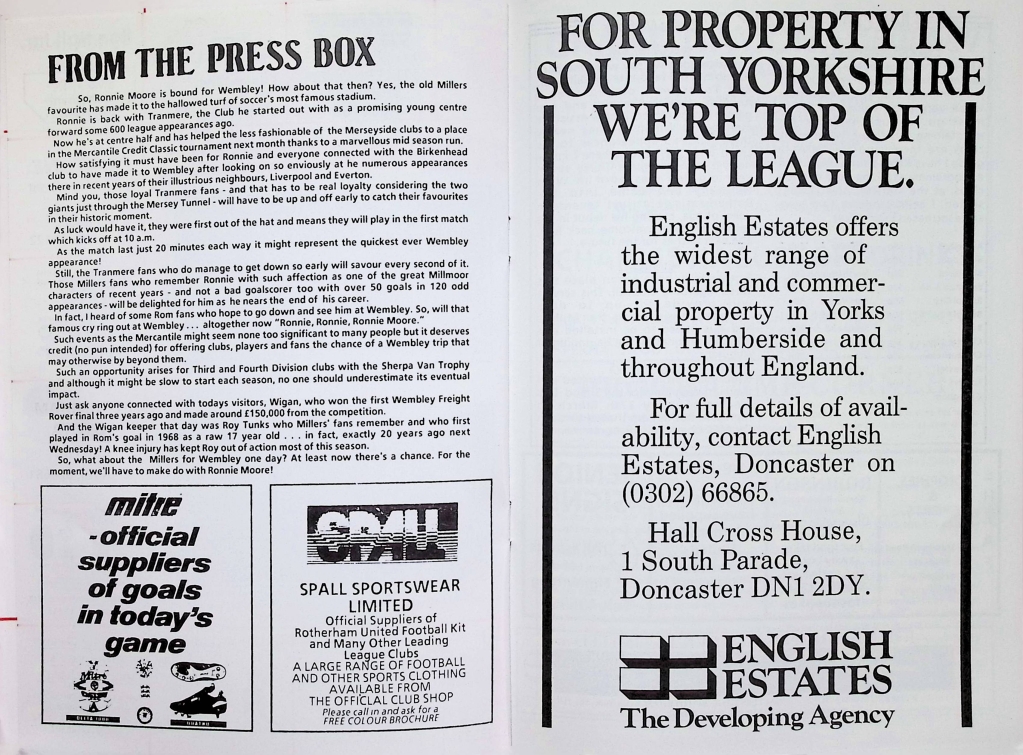 FROM THE PRESS BOX
So, Ronnie Moore is bound for Wembley! How about that then? Yes, the old Millers
favourite has made it to the hallowed turf of soccer's most famous stadium.
Ronnie is back with Tranmere, the Club he started out with as a promising young centre
forward some 600 league appearances ago.
Now he's at centre half and has helped the less fashionable of the Merseyside clubs to a place
in the Mercantile Credit Classic tournament next month thanks to a marvellous mid season run.
How satisfying it must have been for Ronnie and everyone connected with the Birkenhead
club to have made it to Wembley after looking on so enviously at the numerous appearances
there in recent years of their illustrious neighbours, Liverpool and Everton.
Mind you, those loyal Tranmere fans - and that has to be real loyalty considering the two
giants just through the Mersey Tunnel - will have to be up and off early to catch their favourites
in their historic moment.
As luck would have it, they were first out of the hat and means they will play in the first match
which kicks off at 10 a.m.
As the match last just 20 minutes each way it might represent the quickest ever Wembley
appearance!
Still, the Tranmere fans who do manage to get down so early will savour every second of it.
Those Millers fans who remember Ronnie with such affection as one of the great Millmoor
characters of recent years - and not a bad goalscorer too with over 50 goals in 120 odd
appearances - will be delighted for him as he nears the end of his career.
In fact, I heard of some Rom fans who hope to go down and see him at Wembley. So, will that
famous cry ring out at Wembley . . . altogether now "Ronnie, Ronnie, Ronnie Moore."
Such events as the Mercantile might seem none too significant to many people but it deserves
credit (no pun intended) for offering clubs, players and fans the chance of a Wembley trip that
may otherwise by beyond them.
Such an opportunity arises for Third and Fourth Division clubs with the Sherpa Van Trophy
and although it might be slow to start each season, no one should underestimate its eventual
impact.
Just ask anyone connected with todays visitors, Wigan, who won the first Wembley Freight
Rover final three years ago and made around £150,000 from the competition.
And the Wigan keeper that day was Roy Tunks who Millers' fans remember and who first
played in Rom's goal in 1968 as a raw 17 year old . . . in fact, exactly 20 years ago next
Wednesday! A knee injury has kept Roy out of action most of this season.
So, what about the Millers for Wembley one day? At least now there's a chance. For the
moment, we'll have to make do with Ronnie Moore!
mitre
-official
suppliers
of goals
in today's
game
Mitre
DELTA 1000
SPALL
SPALL SPORTSWEAR
LIMITED
Official Suppliers of
Rotherham United Football Kit
and Many Other Leading
League Clubs
A LARGE RANGE OF FOOTBALL
AND OTHER SPORTS CLOTHING
AVAILABLE FROM
THE OFFICLAL CLUB SHOP
Please call in and ask for a
FREE COLOUR BROCHURE
FOR PROPERTY IN
SOUTH YORKSHIRE
WE'RE TOP OF
THE LEAGUE.
English Estates offers
the widest range of
industrial and commer-
cial property in Yorks
and Humberside and
throughout England.
For full details of avail-
ability, contact English
Estates, Doncaster on
(0302) 66865.
Hall Cross House,
1 South Parade,
Doncaster DN1 2DY.
ENGLISH
ESTATES
The Developing Agency